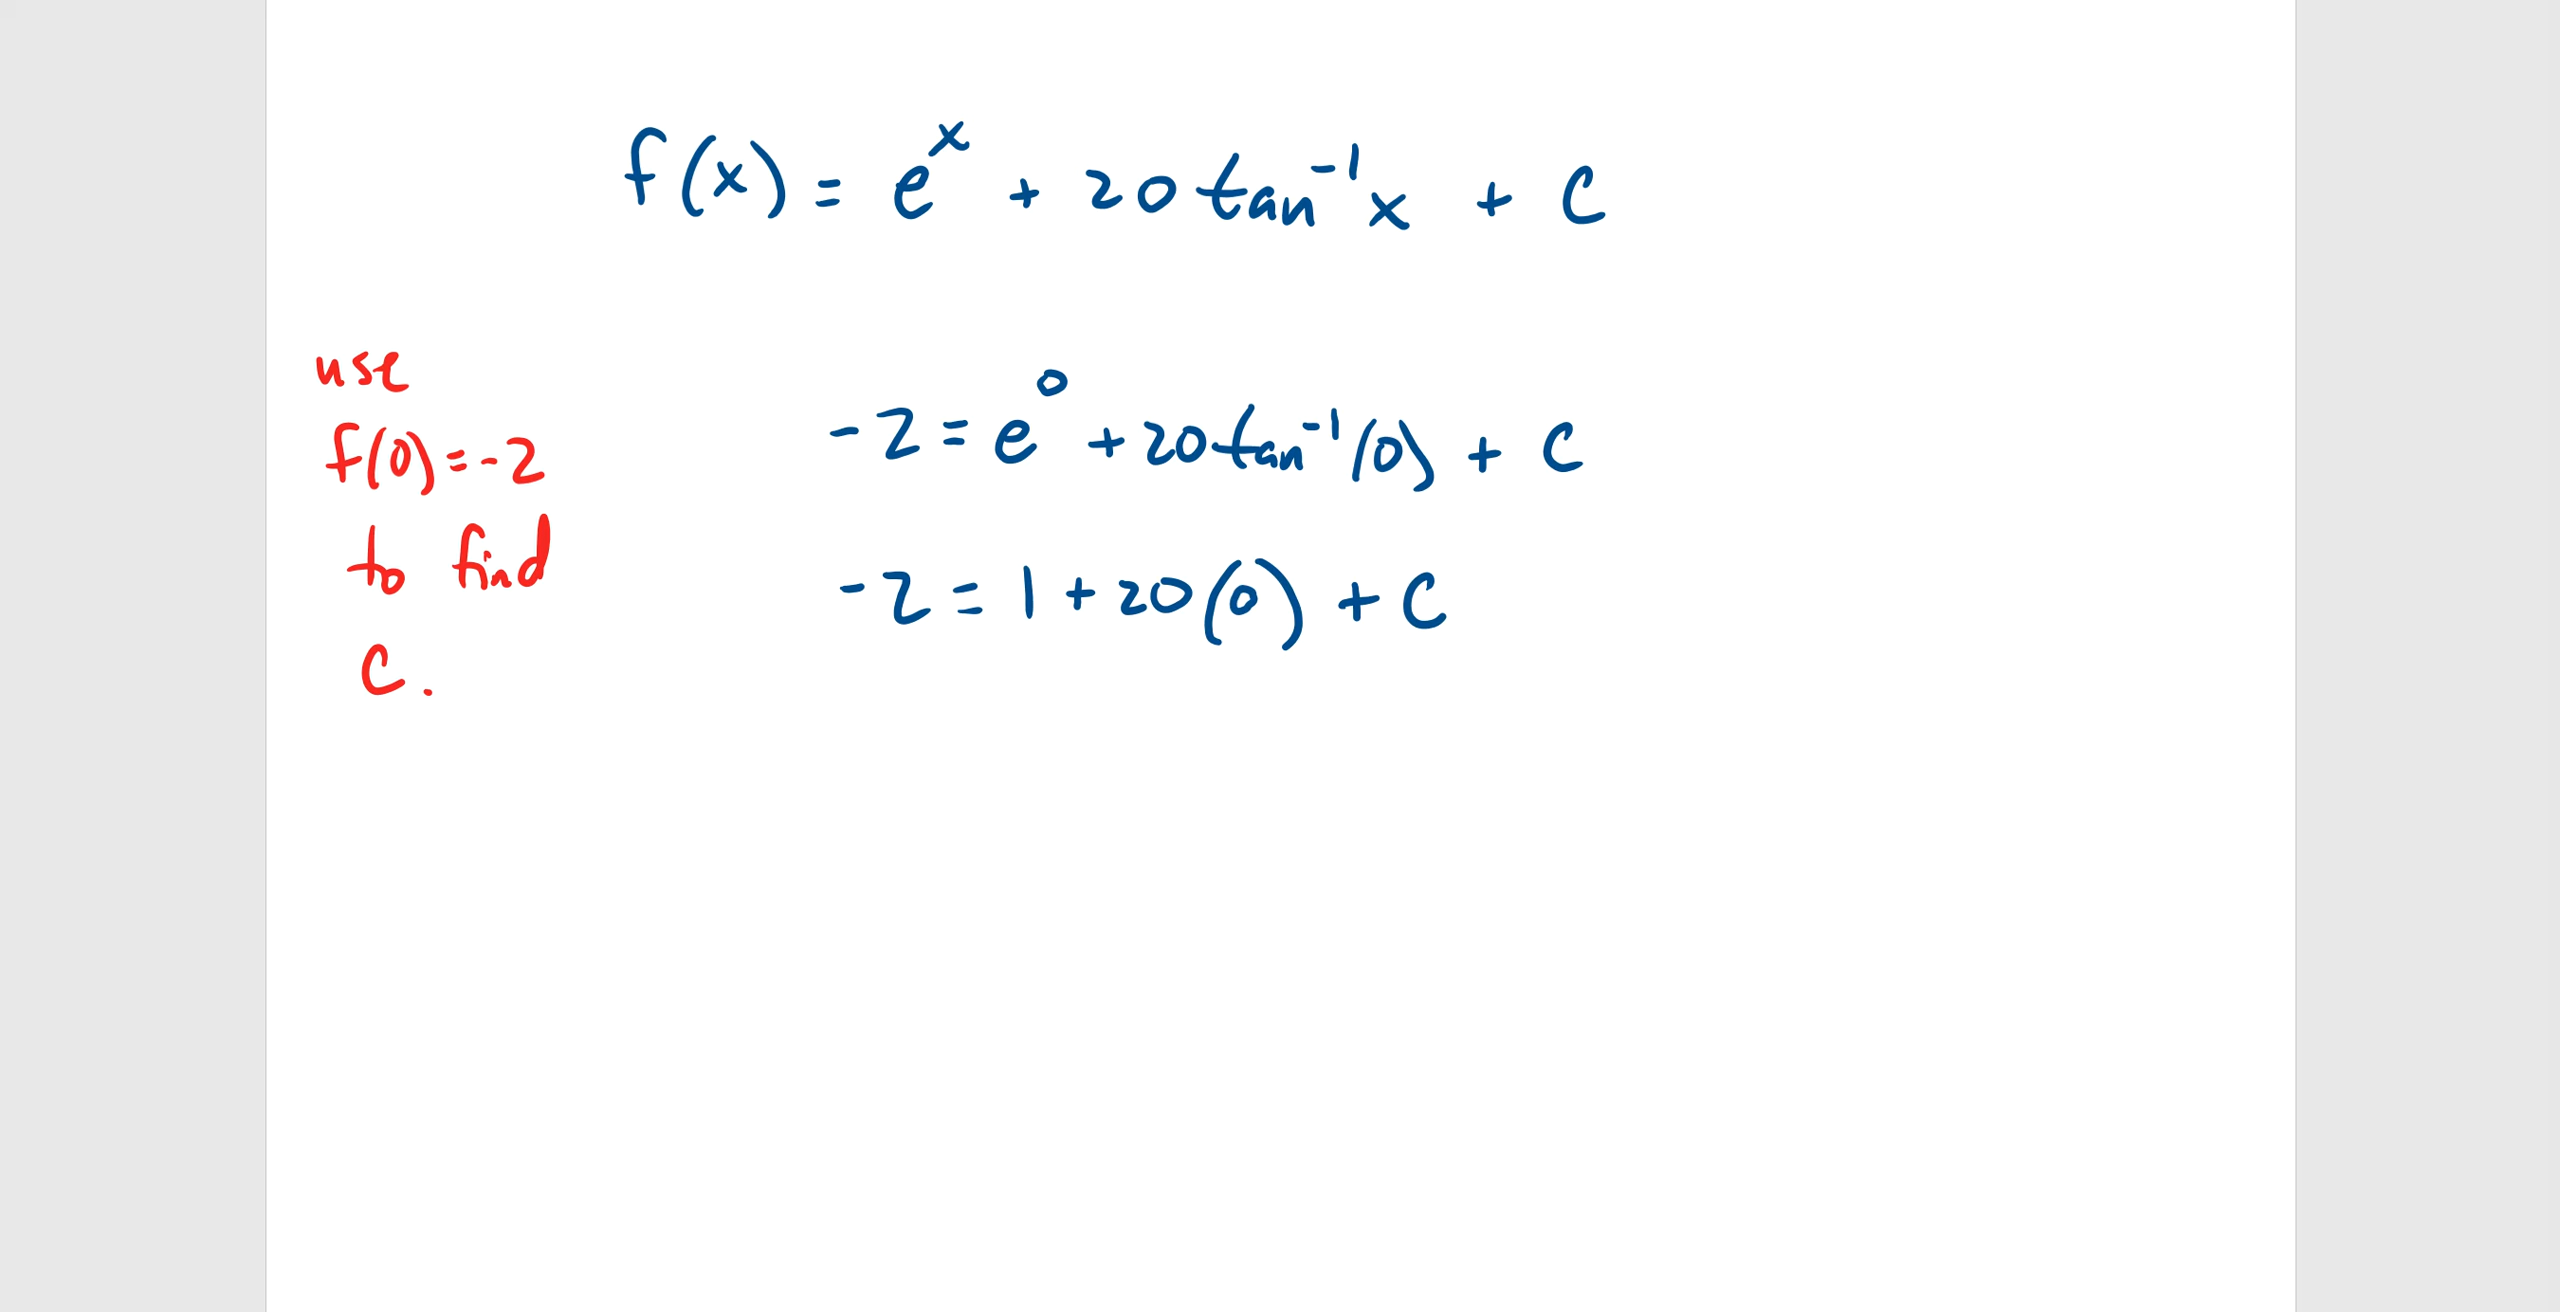 f(x) = e^x + 20 tan^-1 x + C
use
f(0) = -2
to find
C.
-2 = e^0 + 20 tan^-1 (0) + C
-2 = 1 + 20 (0) + C